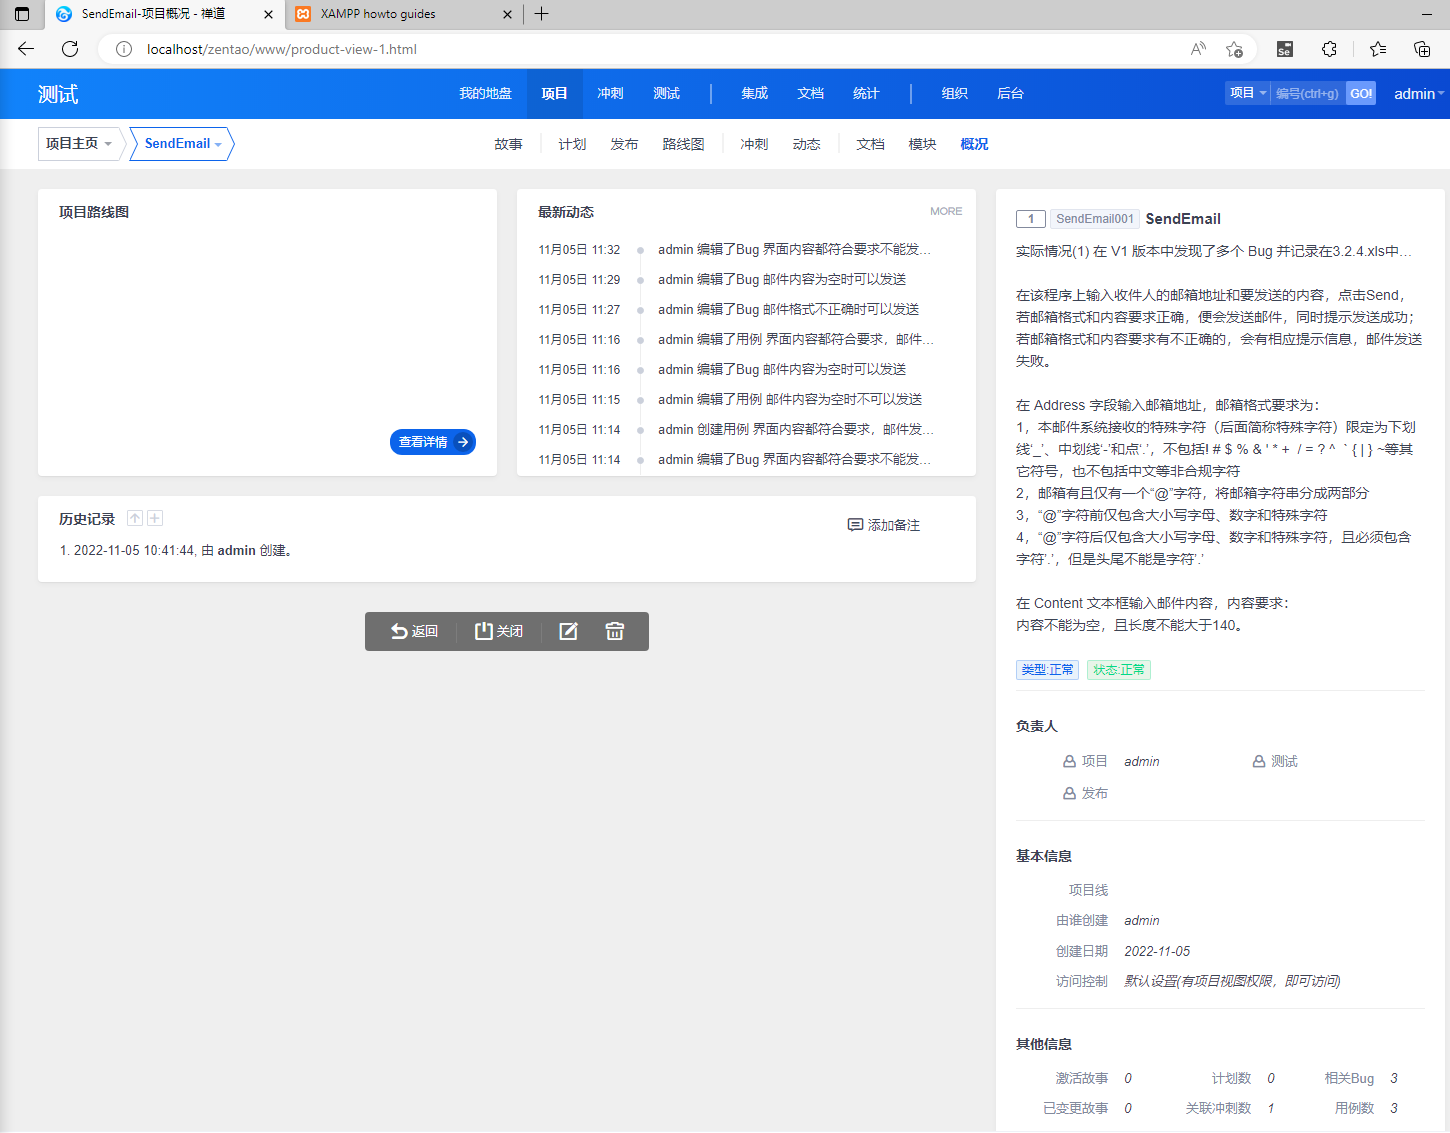 SendEmail-项目概况 - 禅道
XAMPP howto guides
localhost/zentao/www/product-view-1.html
测试
我的地盘 项目 冲刺 测试 集成 文档 统计 组织 后台
项目 编号(ctrl+g) GO! admin
项目主页 SendEmail
故事 计划 发布 路线图 冲刺 动态 文档 模块 概况
项目路线图
查看详情
最新动态 MORE
11月05日 11:32 admin 编辑了Bug 界面内容都符合要求不能发...
11月05日 11:29 admin 编辑了Bug 邮件内容为空时可以发送
11月05日 11:27 admin 编辑了Bug 邮件格式不正确时可以发送
11月05日 11:16 admin 编辑了用例 界面内容都符合要求，邮件...
11月05日 11:16 admin 编辑了Bug 邮件内容为空时可以发送
11月05日 11:15 admin 编辑了用例 邮件内容为空时不可以发送
11月05日 11:14 admin 创建用例 界面内容都符合要求，邮件发...
11月05日 11:14 admin 编辑了Bug 界面内容都符合要求不能发...
历史记录
添加备注
1. 2022-11-05 10:41:44, 由 admin 创建。
返回 关闭
1 SendEmail001 SendEmail
实际情况(1) 在 V1 版本中发现了多个 Bug 并记录在3.2.4.xls中...
在该程序上输入收件人的邮箱地址和要发送的内容，点击Send，
若邮箱格式和内容要求正确，便会发送邮件，同时提示发送成功；
若邮箱格式和内容要求有不正确的，会有相应提示信息，邮件发送
失败。
在 Address 字段输入邮箱地址，邮箱格式要求为：
1，本邮件系统接收的特殊字符（后面简称特殊字符）限定为下划
线‘_’、中划线‘-’和点‘.’，不包括! # $ % & ' * + / = ? ^ ` { | } ~等其
它符号，也不包括中文等非合规字符
2，邮箱有且仅有一个“@”字符，将邮箱字符串分成两部分
3，“@”字符前仅包含大小写字母、数字和特殊字符
4，“@”字符后仅包含大小写字母、数字和特殊字符，且必须包含
字符’.’，但是头尾不能是字符’.’
在 Content 文本框输入邮件内容，内容要求：
内容不能为空，且长度不能大于140。
类型:正常 状态:正常
负责人
项目 admin 测试
发布
基本信息
项目线
由谁创建 admin
创建日期 2022-11-05
访问控制 默认设置(有项目视图权限，即可访问)
其他信息
激活故事 0 计划数 0 相关Bug 3
已变更故事 0 关联冲刺数 1 用例数 3